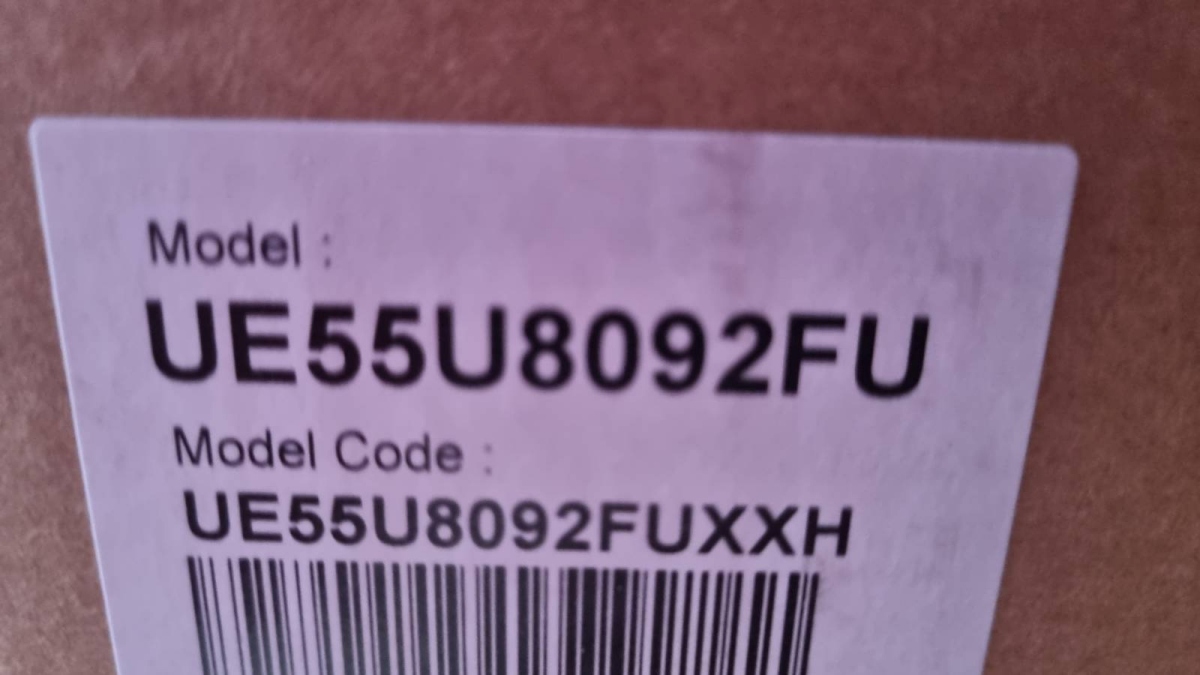 Model :
UE55U8092FU
Model Code :
UE55U8092FUXXH